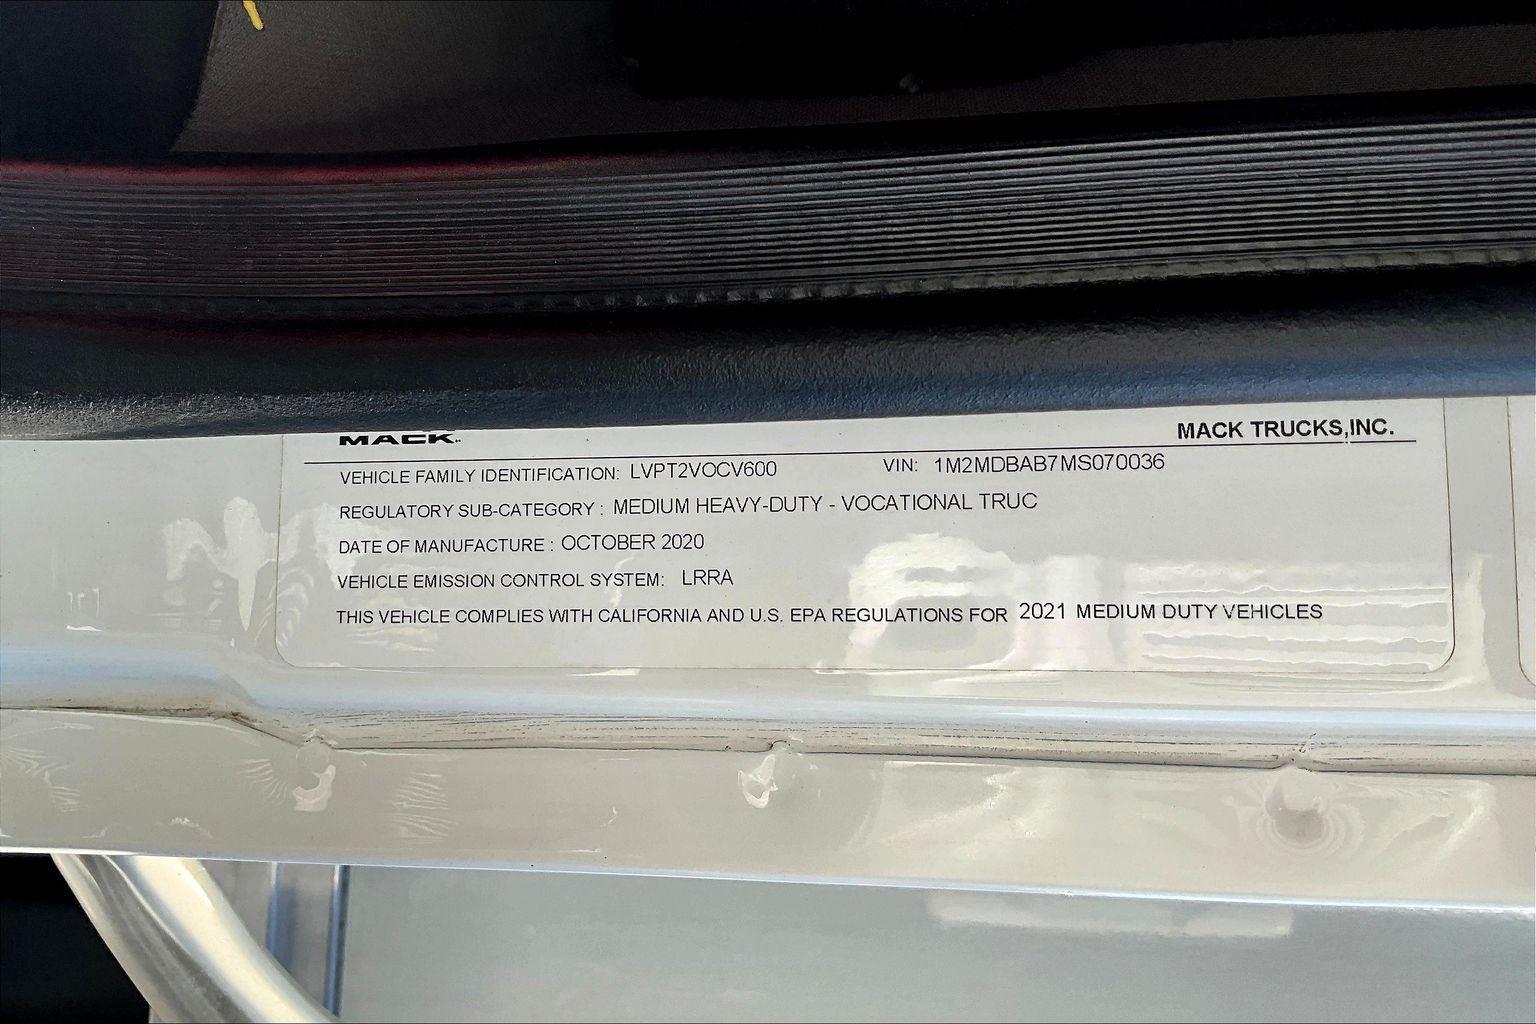 MACK
MACK TRUCKS,INC.
VEHICLE FAMILY IDENTIFICATION: LVPT2VOCV600 VIN: 1M2MDBAB7MS070036
REGULATORY SUB-CATEGORY : MEDIUM HEAVY-DUTY - VOCATIONAL TRUC
DATE OF MANUFACTURE : OCTOBER 2020
VEHICLE EMISSION CONTROL SYSTEM: LRRA
THIS VEHICLE COMPLIES WITH CALIFORNIA AND U.S. EPA REGULATIONS FOR 2021 MEDIUM DUTY VEHICLES